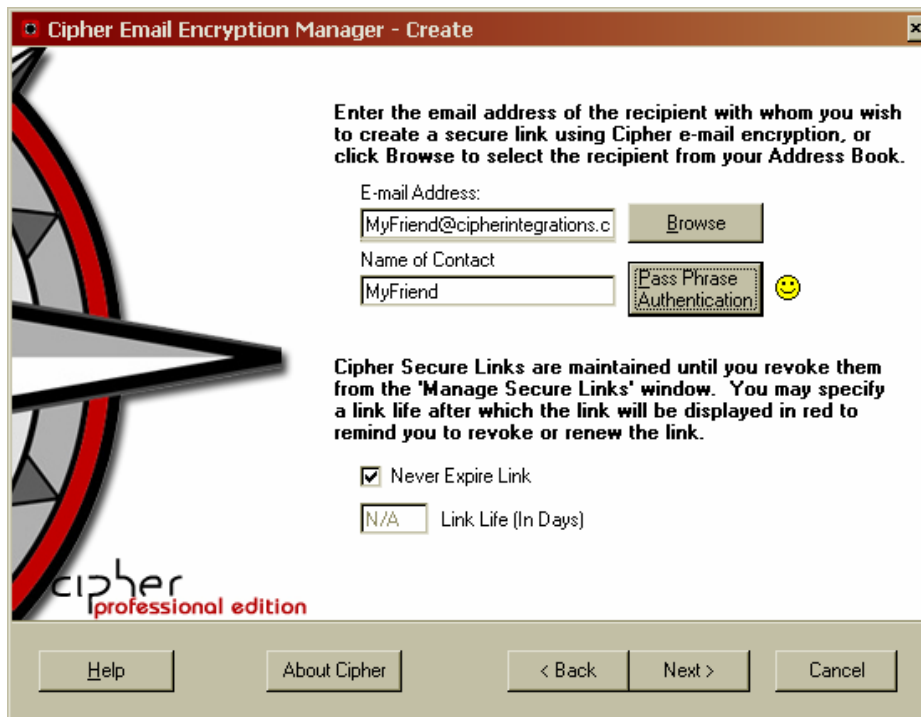 Cipher Email Encryption Manager - Create
Enter the email address of the recipient with whom you wish
to create a secure link using Cipher e-mail encryption, or
click Browse to select the recipient from your Address Book.
E-mail Address:
MyFriend@cipherintegrations.c
Browse
Name of Contact
MyFriend
Pass Phrase
Authentication
Cipher Secure Links are maintained until you revoke them
from the 'Manage Secure Links' window. You may specify
a link life after which the link will be displayed in red to
remind you to revoke or renew the link.
Never Expire Link
N/A Link Life (In Days)
cipher
professional edition
Help
About Cipher
< Back
Next >
Cancel